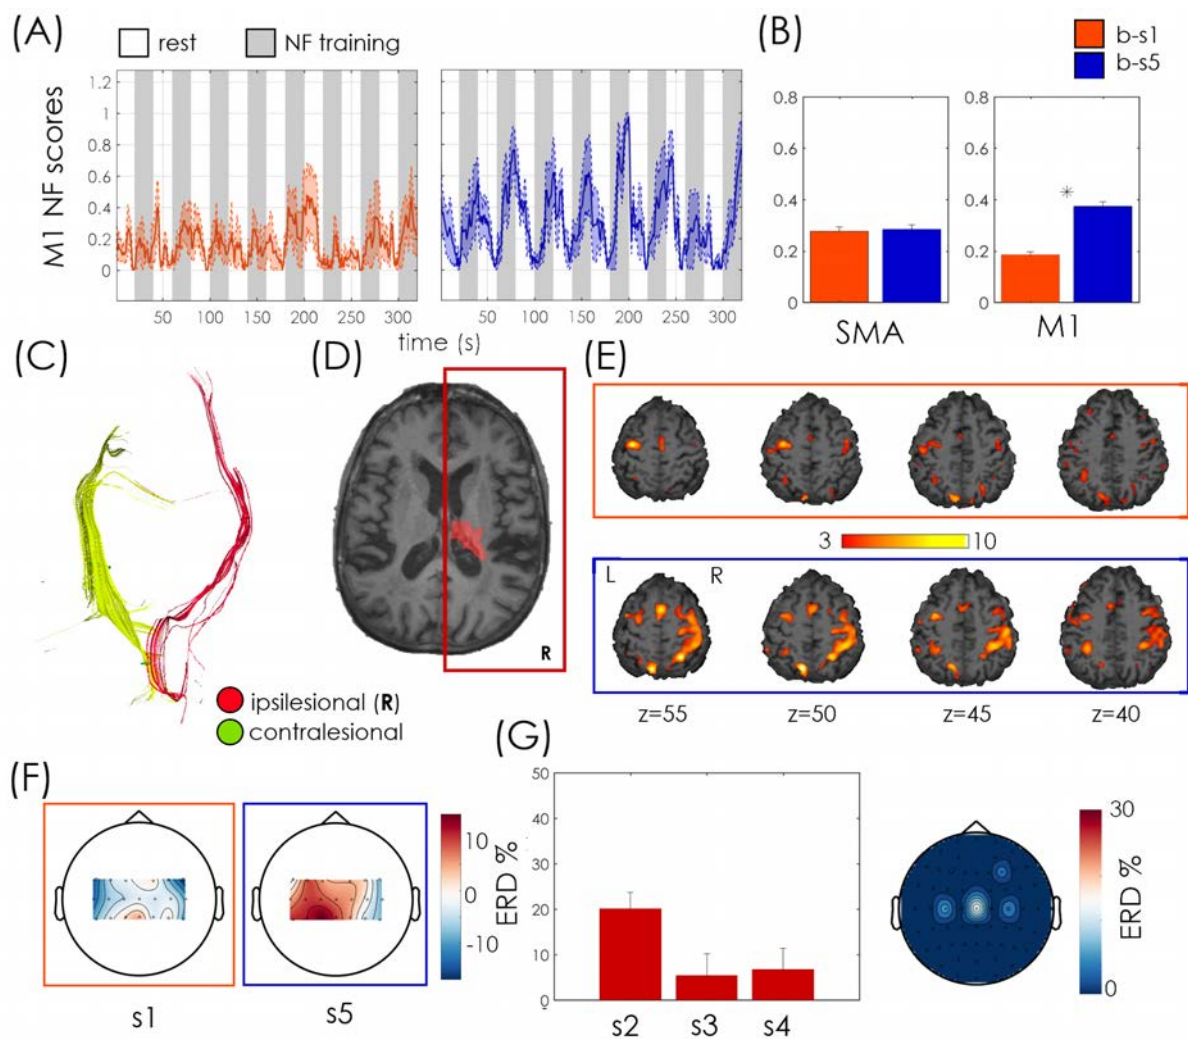 (A)
rest
NF training
M1 NF scores
1.2
1
0.8
0.6
0.4
0.2
0
50 100 150 200 250 300
50 100 150 200 250 300
time (s)
(B)
b-s1
b-s5
0.8
0.6
0.4
0.2
0
SMA
0.8
0.6
0.4
0.2
0
*
M1
(C)
ipsilesional (R)
contralesional
(D)
R
(E)
3 10
L R
z=55 z=50 z=45 z=40
(F)
s1
s5
10
0
-10
ERD %
(G)
50
40
30
20
10
0
s2 s3 s4
30
0
ERD %